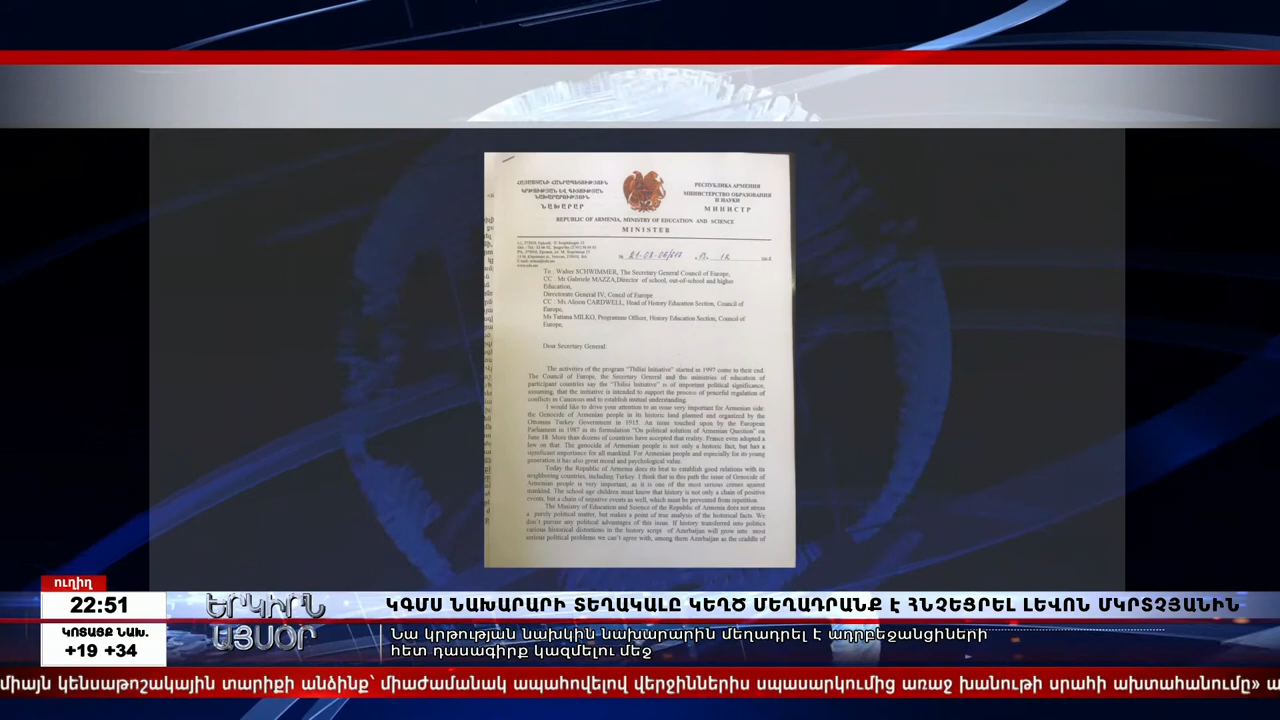 ՀԱՅԱՍՏԱՆԻ ՀԱՆՐԱՊԵՏՈՒԹՅՈՒՆ
ԿՐԹՈՒԹՅԱՆ ԵՎ ԳԻՏՈՒԹՅԱՆ
ՆԱԽԱՐԱՐՈՒԹՅՈՒՆ
ՆԱԽԱՐԱՐ
РЕСПУБЛИКА АРМЕНИЯ
МИНИСТЕРСТВО ОБРАЗОВАНИЯ
И НАУКИ
МИНИСТР
REPUBLIC OF ARMENIA, MINISTRY OF EDUCATION AND SCIENCE
MINISTER
To : Walter SCHWIMMER, The Secretary General Council of Europe,
CC : Mr Gabriele MAZZA,Director of school, out-of-school and higher
Education,
Directorate General IV, Concil of Europe
CC : Ms Alison CARDWELL, Head of History Education Section, Council of
Europe,
Ms Tatiana MILKO, Programme Officer, History Education Section, Council of
Europe,
Dear Secretary General:
The activities of the program "Tbilisi Initiative" started in 1997 come to their end.
The Council of Europe, the Secretary General and the ministries of education of
participant countries say the "Tbilisi Initiative" is of important political significance,
assuming, that the initiative is intended to support the process of peaceful regulation of
conflicts in Caucasus and to establish mutual understanding.
I would like to drive your attention to an issue very important for Armenian side:
the Genocide of Armenian people in its historic land planned and organized by the
Ottoman Turkey Government in 1915. An issue touched upon by the European
Parliament in 1987 in its formulation "On political solution of Armenian Question" on
June 18. More than dozens of countries have accepted that reality. France even adopted a
law on that. The genocide of Armenian people is not only a historic fact, but has a
significant importance for all mankind. For Armenian people and especially for its young
generation it has also great moral and psychological value.
Today the Republic of Armenia does its best to establish good relations with its
neighboring countries, including Turkey. I think that in this path the issue of Genocide of
Armenian people is very important, as it is one of the most serious crimes against
mankind. The school age children must know that history is not only a chain of positive
events, but a chain of negative events as well, which must be prevented from repetition.
The Ministry of Education and Science of the Republic of Armenia does not stress
a purely political matter, but makes a point of true analysis of the historical facts. We
don't pursue any political advantages of this issue. If history transferred into politics
various historical distortions in the history script of Azerbaijan will grow into most
serious political problems we can't agree with, among them Azerbaijan as the craddle of
ուղիղ
22:51
ԿՈՏԱՅՔ ՆԱԽ.
+19 +34
ԵՐԿԻՐՆ
ԱՅՍՕՐ
ԿԳՄՍ ՆԱԽԱՐԱՐԻ ՏԵՂԱԿԱԼԸ ԿԵՂԾ ՄԵՂԱԴՐԱՆՔ է ՀՆՉԵՑՐԵԼ ԼԵՎՈՆ ՄԿՐՏՉՅԱՆԻՆ
Նա կրթության նախկին նախարարին մեղադրել է ադրբեջանցիների
հետ դասագիրք կազմելու մեջ
միայն կենսաթոշակային տարիքի անձինք՝ միաժամանակ ապահովելով վերջիններիս սպասարկումից առաջ խանութի սրահի ախտահանումը» ա